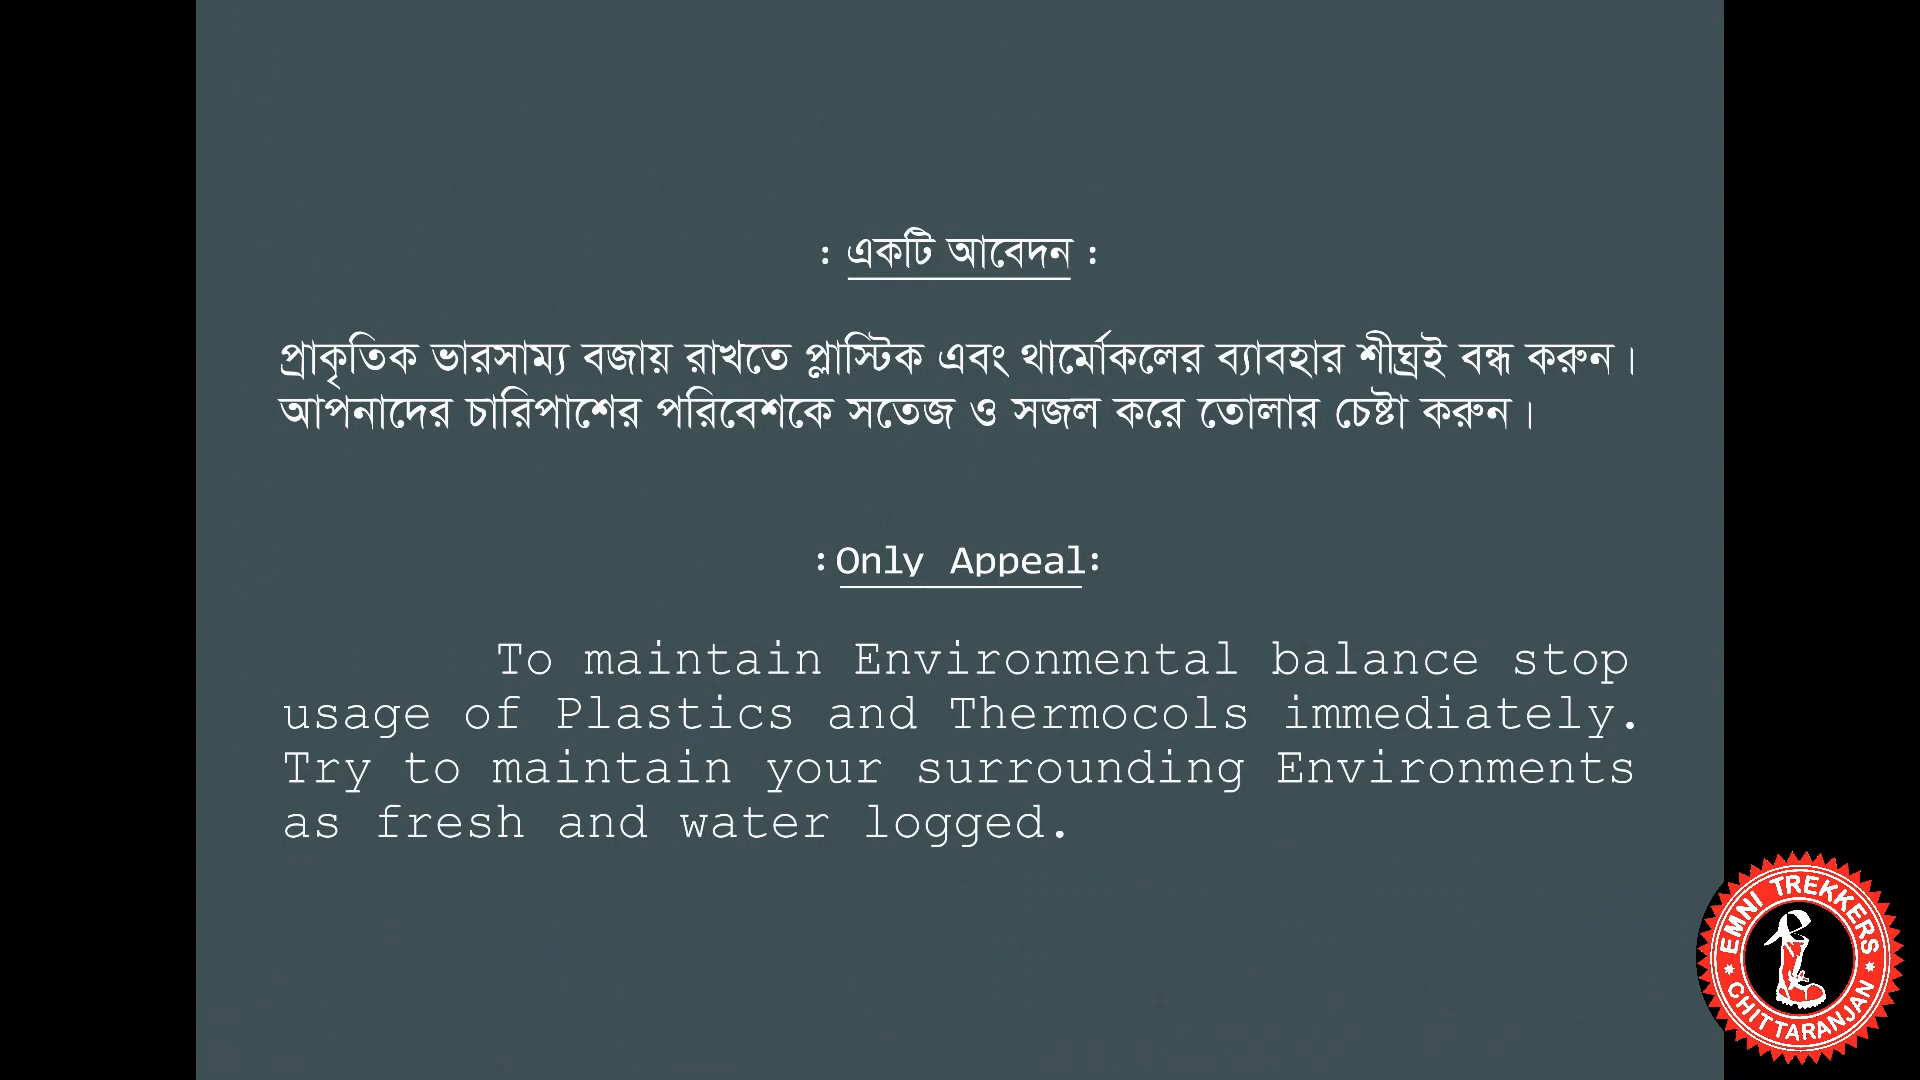 : একটি আবেদন :
প্রাকৃতিক ভারসাম্য বজায় রাখতে প্লাস্টিক এবং থার্মোকলের ব্যাবহার শীঘ্রই বন্ধ করুন।
আপনাদের চারিপাশের পরিবেশকে সতেজ ও সজল করে তোলার চেষ্টা করুন।
:Only Appeal:
To maintain Environmental balance stop
usage of Plastics and Thermocols immediately.
Try to maintain your surrounding Environments
as fresh and water logged.
EMNI TREKKERS
CHITTARANJAN